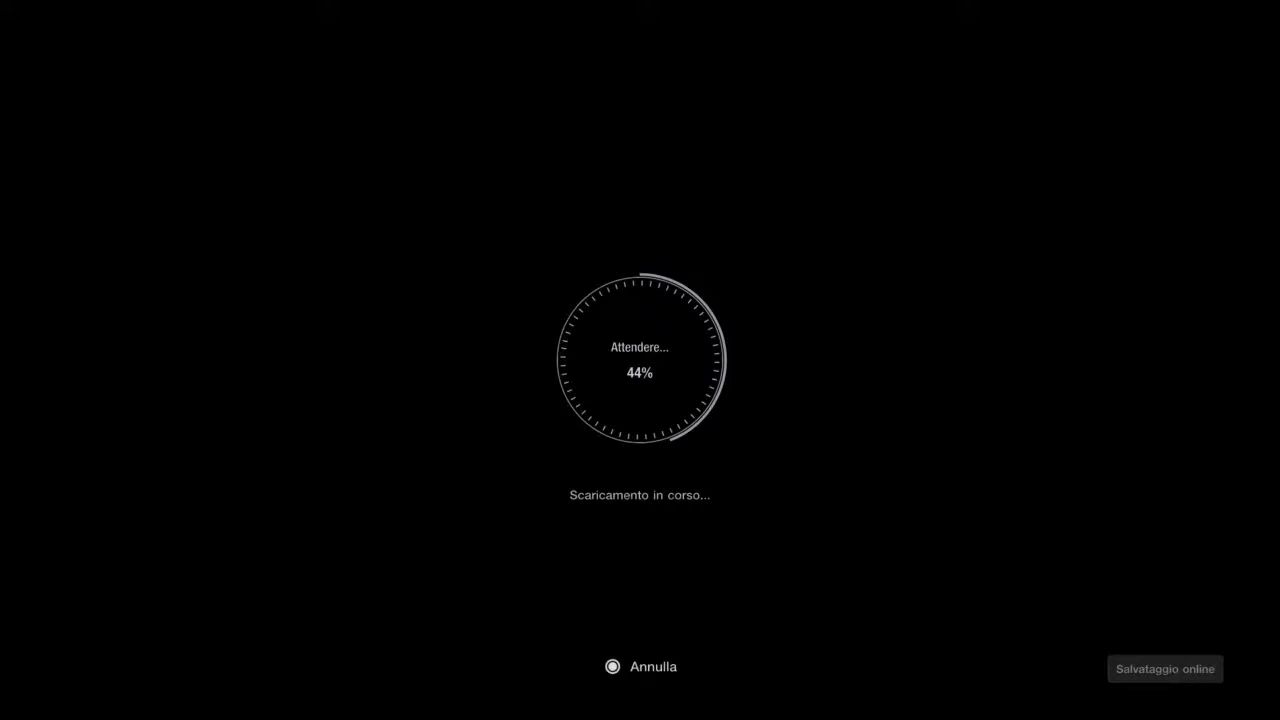 Attendere...
44%
Scaricamento in corso...
Annulla
Salvataggio online